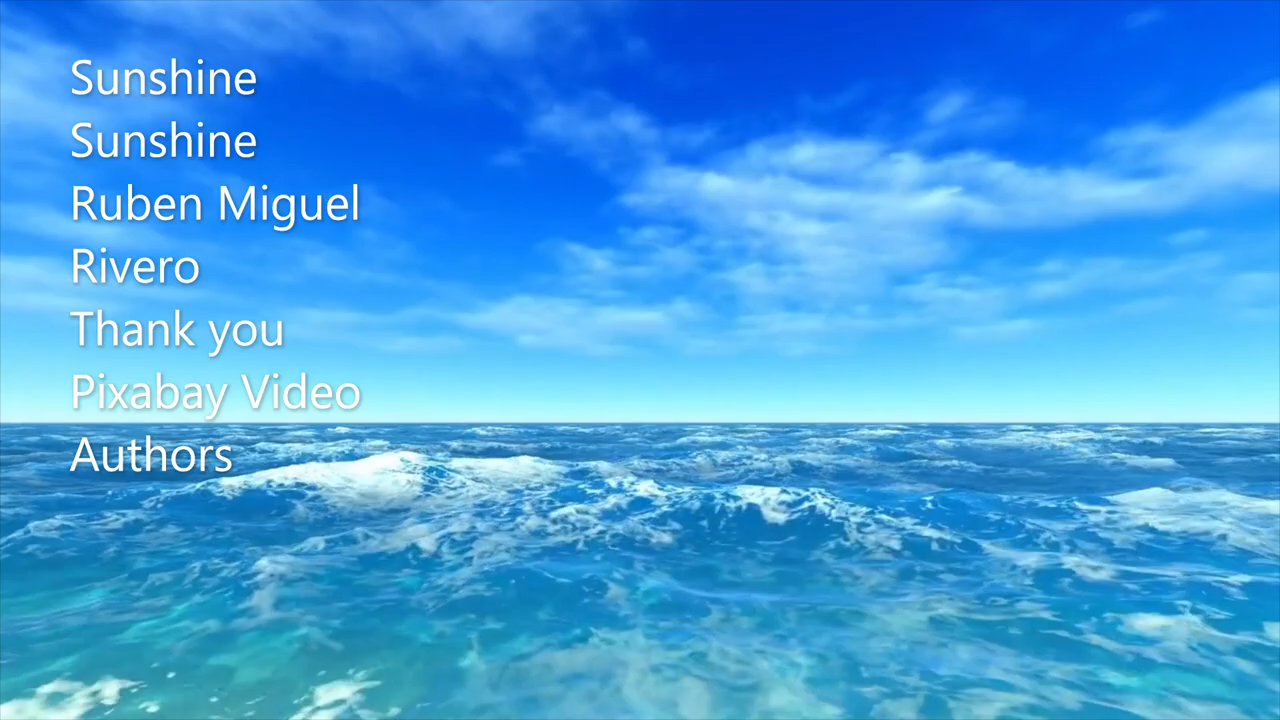 Sunshine
Sunshine
Ruben Miguel
Rivero
Thank you
Pixabay Video
Authors